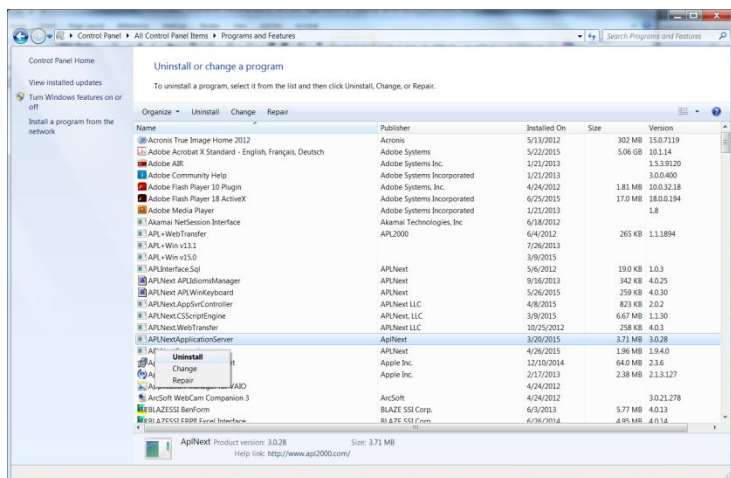 Control Panel ▸ All Control Panel Items ▸ Programs and Features
Search Programs and Features
Control Panel Home
View installed updates
Turn Windows features on or off
Install a program from the network
Uninstall or change a program
To uninstall a program, select it from the list and then click Uninstall, Change, or Repair.
Organize Uninstall Change Repair
Name Publisher Installed On Size Version
Acronis True Image Home 2012 Acronis 5/13/2012 302 MB 15.0.7119
Adobe Acrobat X Standard - English, Français, Deutsch Adobe Systems 5/22/2015 5.06 GB 10.1.14
Adobe AIR Adobe Systems Inc. 1/21/2013 1.5.3.9120
Adobe Community Help Adobe Systems Incorporated 1/21/2013 3.0.0.400
Adobe Flash Player 10 Plugin Adobe Systems, Inc. 4/24/2012 1.81 MB 10.0.32.18
Adobe Flash Player 18 ActiveX Adobe Systems Incorporated 6/25/2015 17.0 MB 18.0.0.194
Adobe Media Player Adobe Systems Incorporated 1/21/2013 1.8
Akamai NetSession Interface Akamai Technologies, Inc 6/18/2012
APL+WebTransfer APL2000 6/4/2012 265 KB 1.1.1894
APL+Win v13.1 7/26/2013
APL+Win v15.0 3/9/2015
APLInterface.Sql APLNext 5/6/2012 19.0 KB 1.0.3
APLNext APLIdiomsManager APLNext 9/16/2013 342 KB 4.0.25
APLNext APLWinKeyboard APLNext 5/26/2015 259 KB 4.0.30
APLNext.AppSvrController APLNext LLC 4/8/2015 823 KB 2.0.2
APLNext.CSScriptEngine APLNext, LLC 3/9/2015 6.67 MB 1.1.30
APLNext.WebTransfer APLNext LLC 10/25/2012 258 KB 4.0.3
APLNextApplicationServer AplNext 3/20/2015 3.71 MB 3.0.28
APLNext 4/26/2015 1.96 MB 1.9.4.0
Apple Inc. 12/10/2014 64.0 MB 2.3.6
Apple Inc. 2/17/2013 2.38 MB 2.1.3.127
VAIO 4/24/2012
Uninstall
Change
Repair
ArcSoft WebCam Companion 3 ArcSoft 4/24/2012 3.0.21.278
BLAZESSI BenForm BLAZE SSI Corp. 6/3/2013 5.77 MB 4.0.13
BLAZESSI EBPII Excel Interface BLAZE SSI Corp. 6/26/2014 4.95 MB 4.0.14
AplNext Product version: 3.0.28 Size: 3.71 MB
Help link: http://www.apl2000.com/